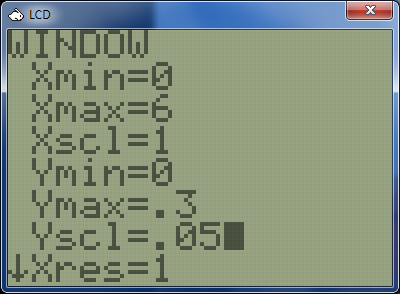 LCD
WINDOW
Xmin=0
Xmax=6
Xscl=1
Ymin=0
Ymax=.3
Yscl=.05
↓Xres=1